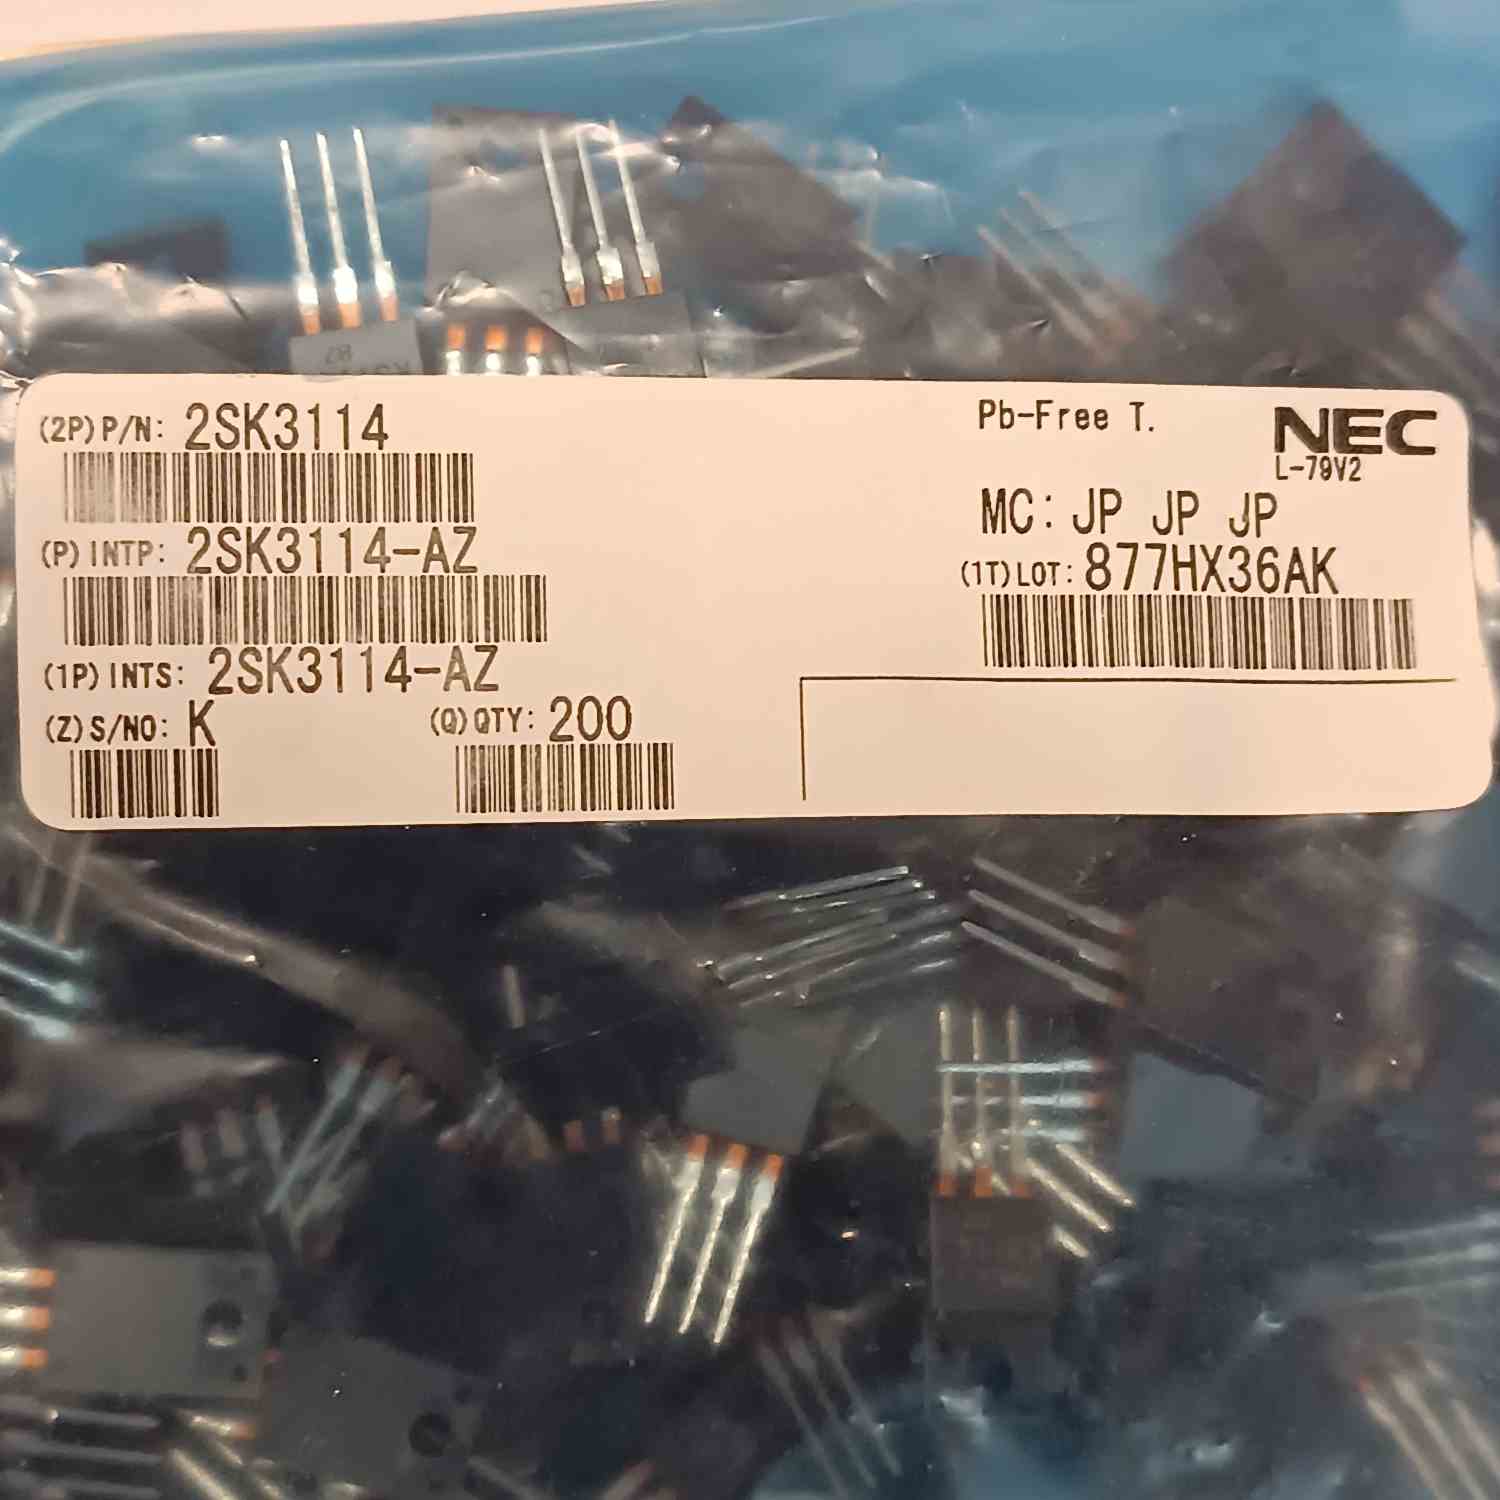 (2P) P/N: 2SK3114
(P) INTP: 2SK3114-AZ
(1P) INTS: 2SK3114-AZ
(Z) S/NO: K
(Q) QTY: 200
Pb-Free T.
NEC
L-79V2
MC: JP JP JP
(1T) LOT: 877HX36AK